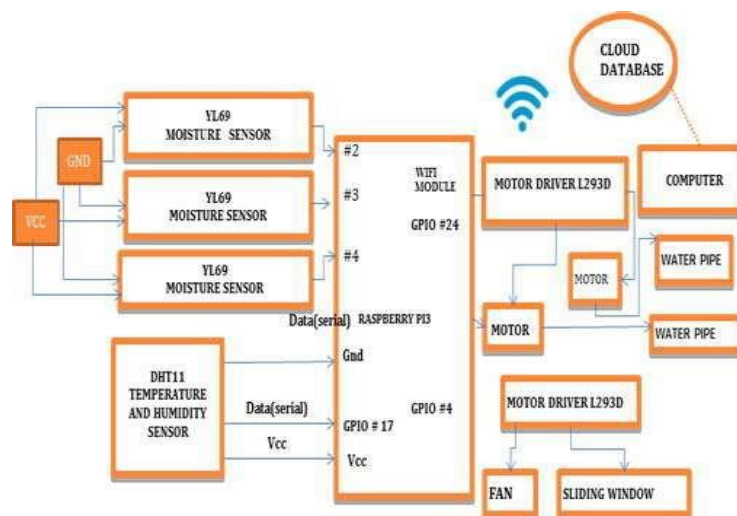 CLOUD
DATABASE
YL69
MOISTURE SENSOR
GND
VCC
YL69
MOISTURE SENSOR
YL69
MOISTURE SENSOR
#2
#3
#4
WIFI
MODULE
GPIO #24
Data(serial) RASPBERRY PI3
Gnd
GPIO #4
GPIO # 17
Vcc
MOTOR DRIVER L293D
COMPUTER
MOTOR
WATER PIPE
MOTOR
WATER PIPE
DHT11
TEMPERATURE
AND HUMIDITY
SENSOR
Data(serial)
Vcc
MOTOR DRIVER L293D
FAN
SLIDING WINDOW